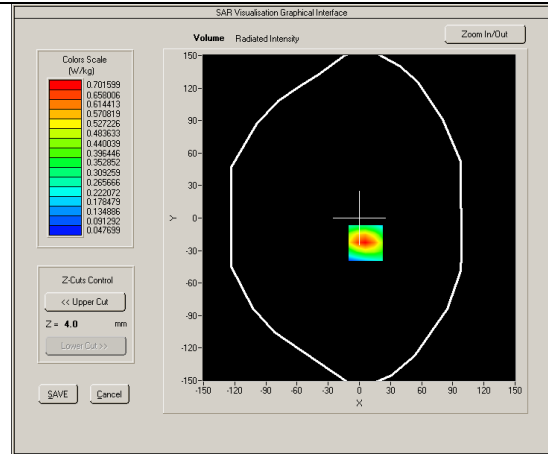 SAR Visualisation Graphical Interface
Volume Radiated Intensity
Zoom In/Out
Colors Scale
(W/kg)
0.701599
0.658006
0.614413
0.570819
0.527226
0.483633
0.440039
0.396446
0.352852
0.309259
0.265666
0.222072
0.178479
0.134886
0.091292
0.047699
Z-Cuts Control
<< Upper Cut
Z = 4.0 mm
Lower Cut >>
SAVE Cancel
150
120
90
60
30
0
-30
-60
-90
-120
-150
Y
-150 -120 -90 -60 -30 0 30 60 90 120 150
X